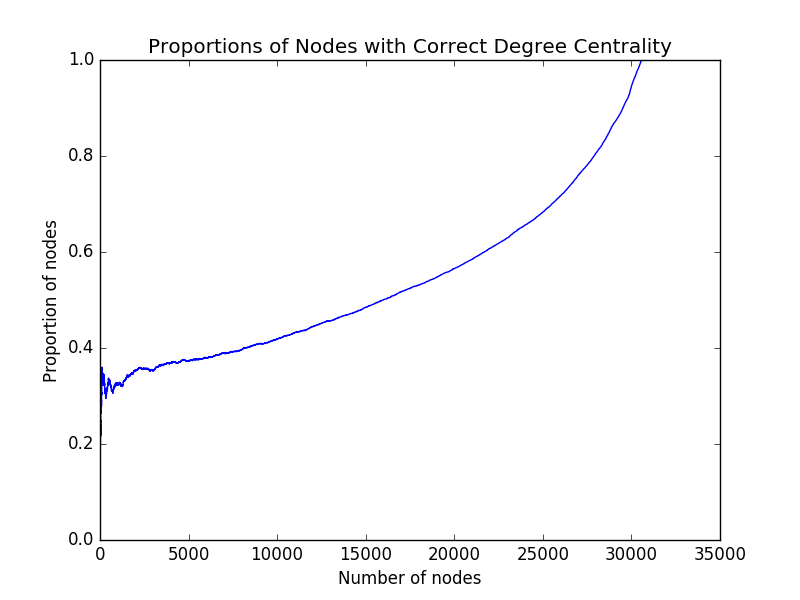 Proportions of Nodes with Correct Degree Centrality
1.0
0.8
0.6
0.4
0.2
0.0
Proportion of nodes
0 5000 10000 15000 20000 25000 30000 35000
Number of nodes